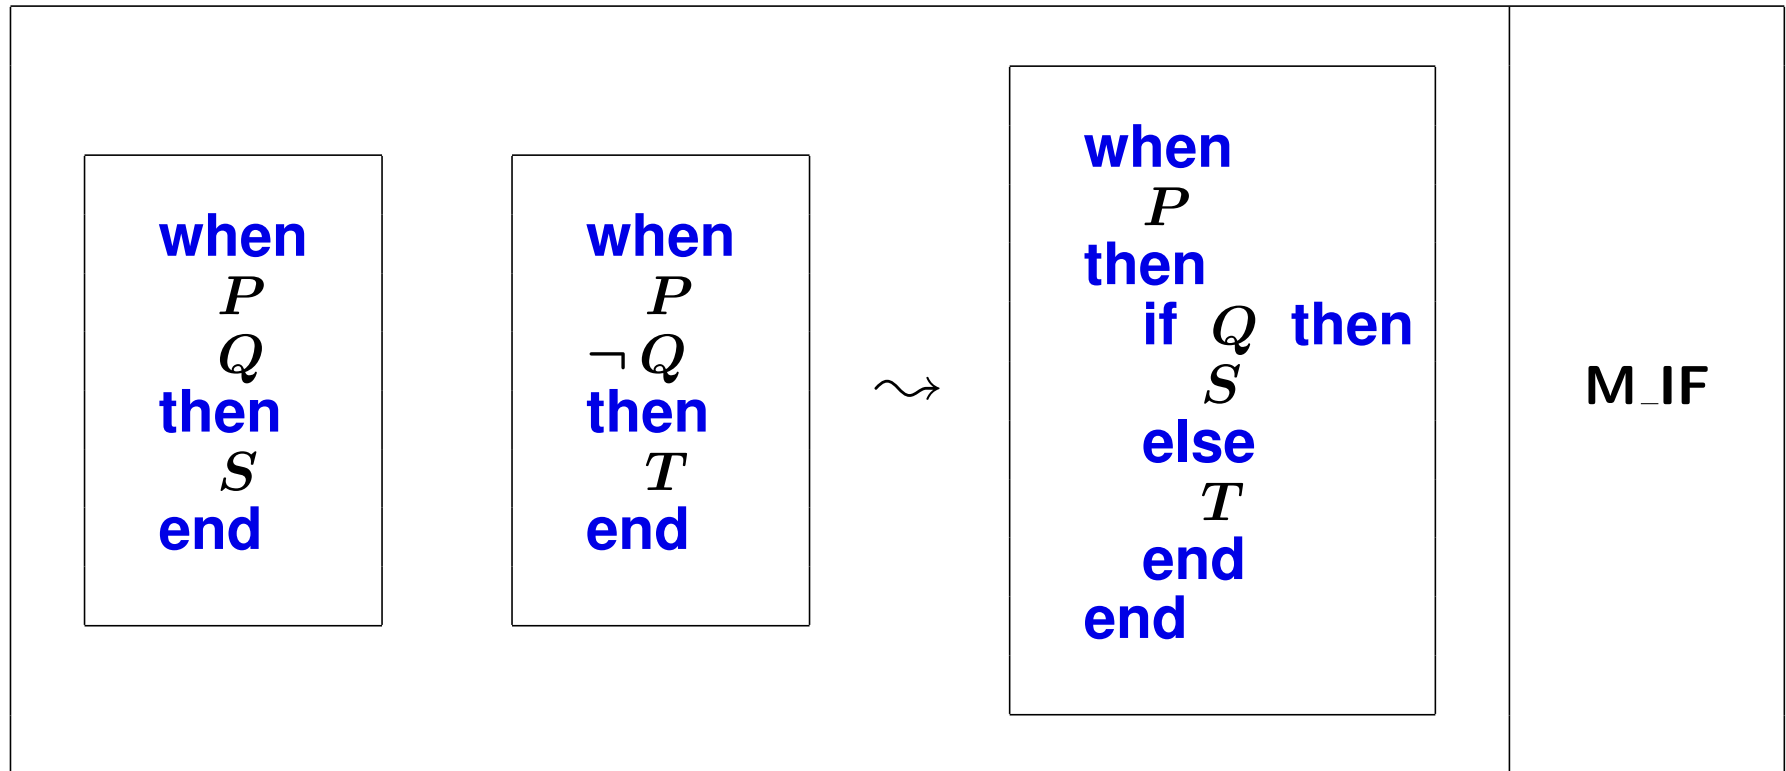 when
P
Q
then
S
end
when
P
¬ Q
then
T
end
⤳
when
P
then
if Q then
S
else
T
end
end
M_IF